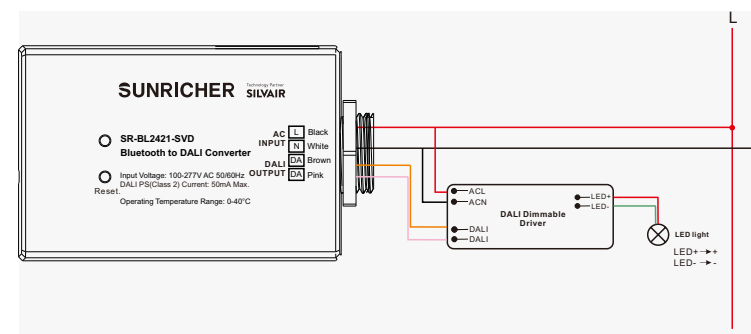 L
SUNRICHER
Technology Partner
SILVAIR
SR-BL2421-SVD
Bluetooth to DALI Converter
Input Voltage: 100-277V AC 50/60Hz
DALI PS(Class 2) Current: 50mA Max.
Operating Temperature Range: 0-40°C
Reset
AC INPUT
L Black
N White
DALI OUTPUT
DA Brown
DA Pink
ACL
ACN
DALI
DALI
DALI Dimmable
Driver
LED+
LED-
LED light
LED+ → +
LED- → -